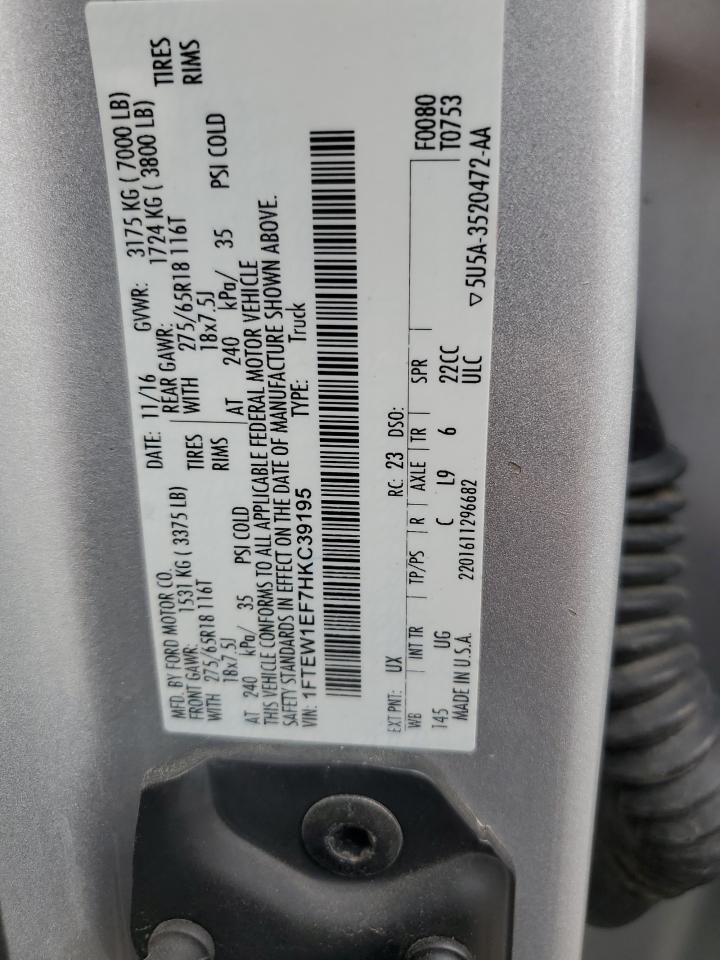 MFD. BY FORD MOTOR CO. DATE: 11/16 GVWR: 3175 KG ( 7000 LB)
FRONT GAWR: 1531 KG ( 3375 LB) REAR GAWR: 1724 KG ( 3800 LB)
WITH 275/65R18 116T TIRES WITH 275/65R18 116T TIRES
18x7.5J RIMS 18x7.5J RIMS
AT 240 kPa/ 35 PSI COLD AT 240 kPa/ 35 PSI COLD
THIS VEHICLE CONFORMS TO ALL APPLICABLE FEDERAL MOTOR VEHICLE
SAFETY STANDARDS IN EFFECT ON THE DATE OF MANUFACTURE SHOWN ABOVE.
VIN: 1FTEW1EF7HKC39195 TYPE: Truck
EXT PNT: UX RC: 23 DSO:
WB INT TR TP/PS R AXLE TR SPR F0080
145 UG C L9 6 22CC T0753
MADE IN U.S.A. 2201611296682 ULC ▽5U5A-3520472-AA